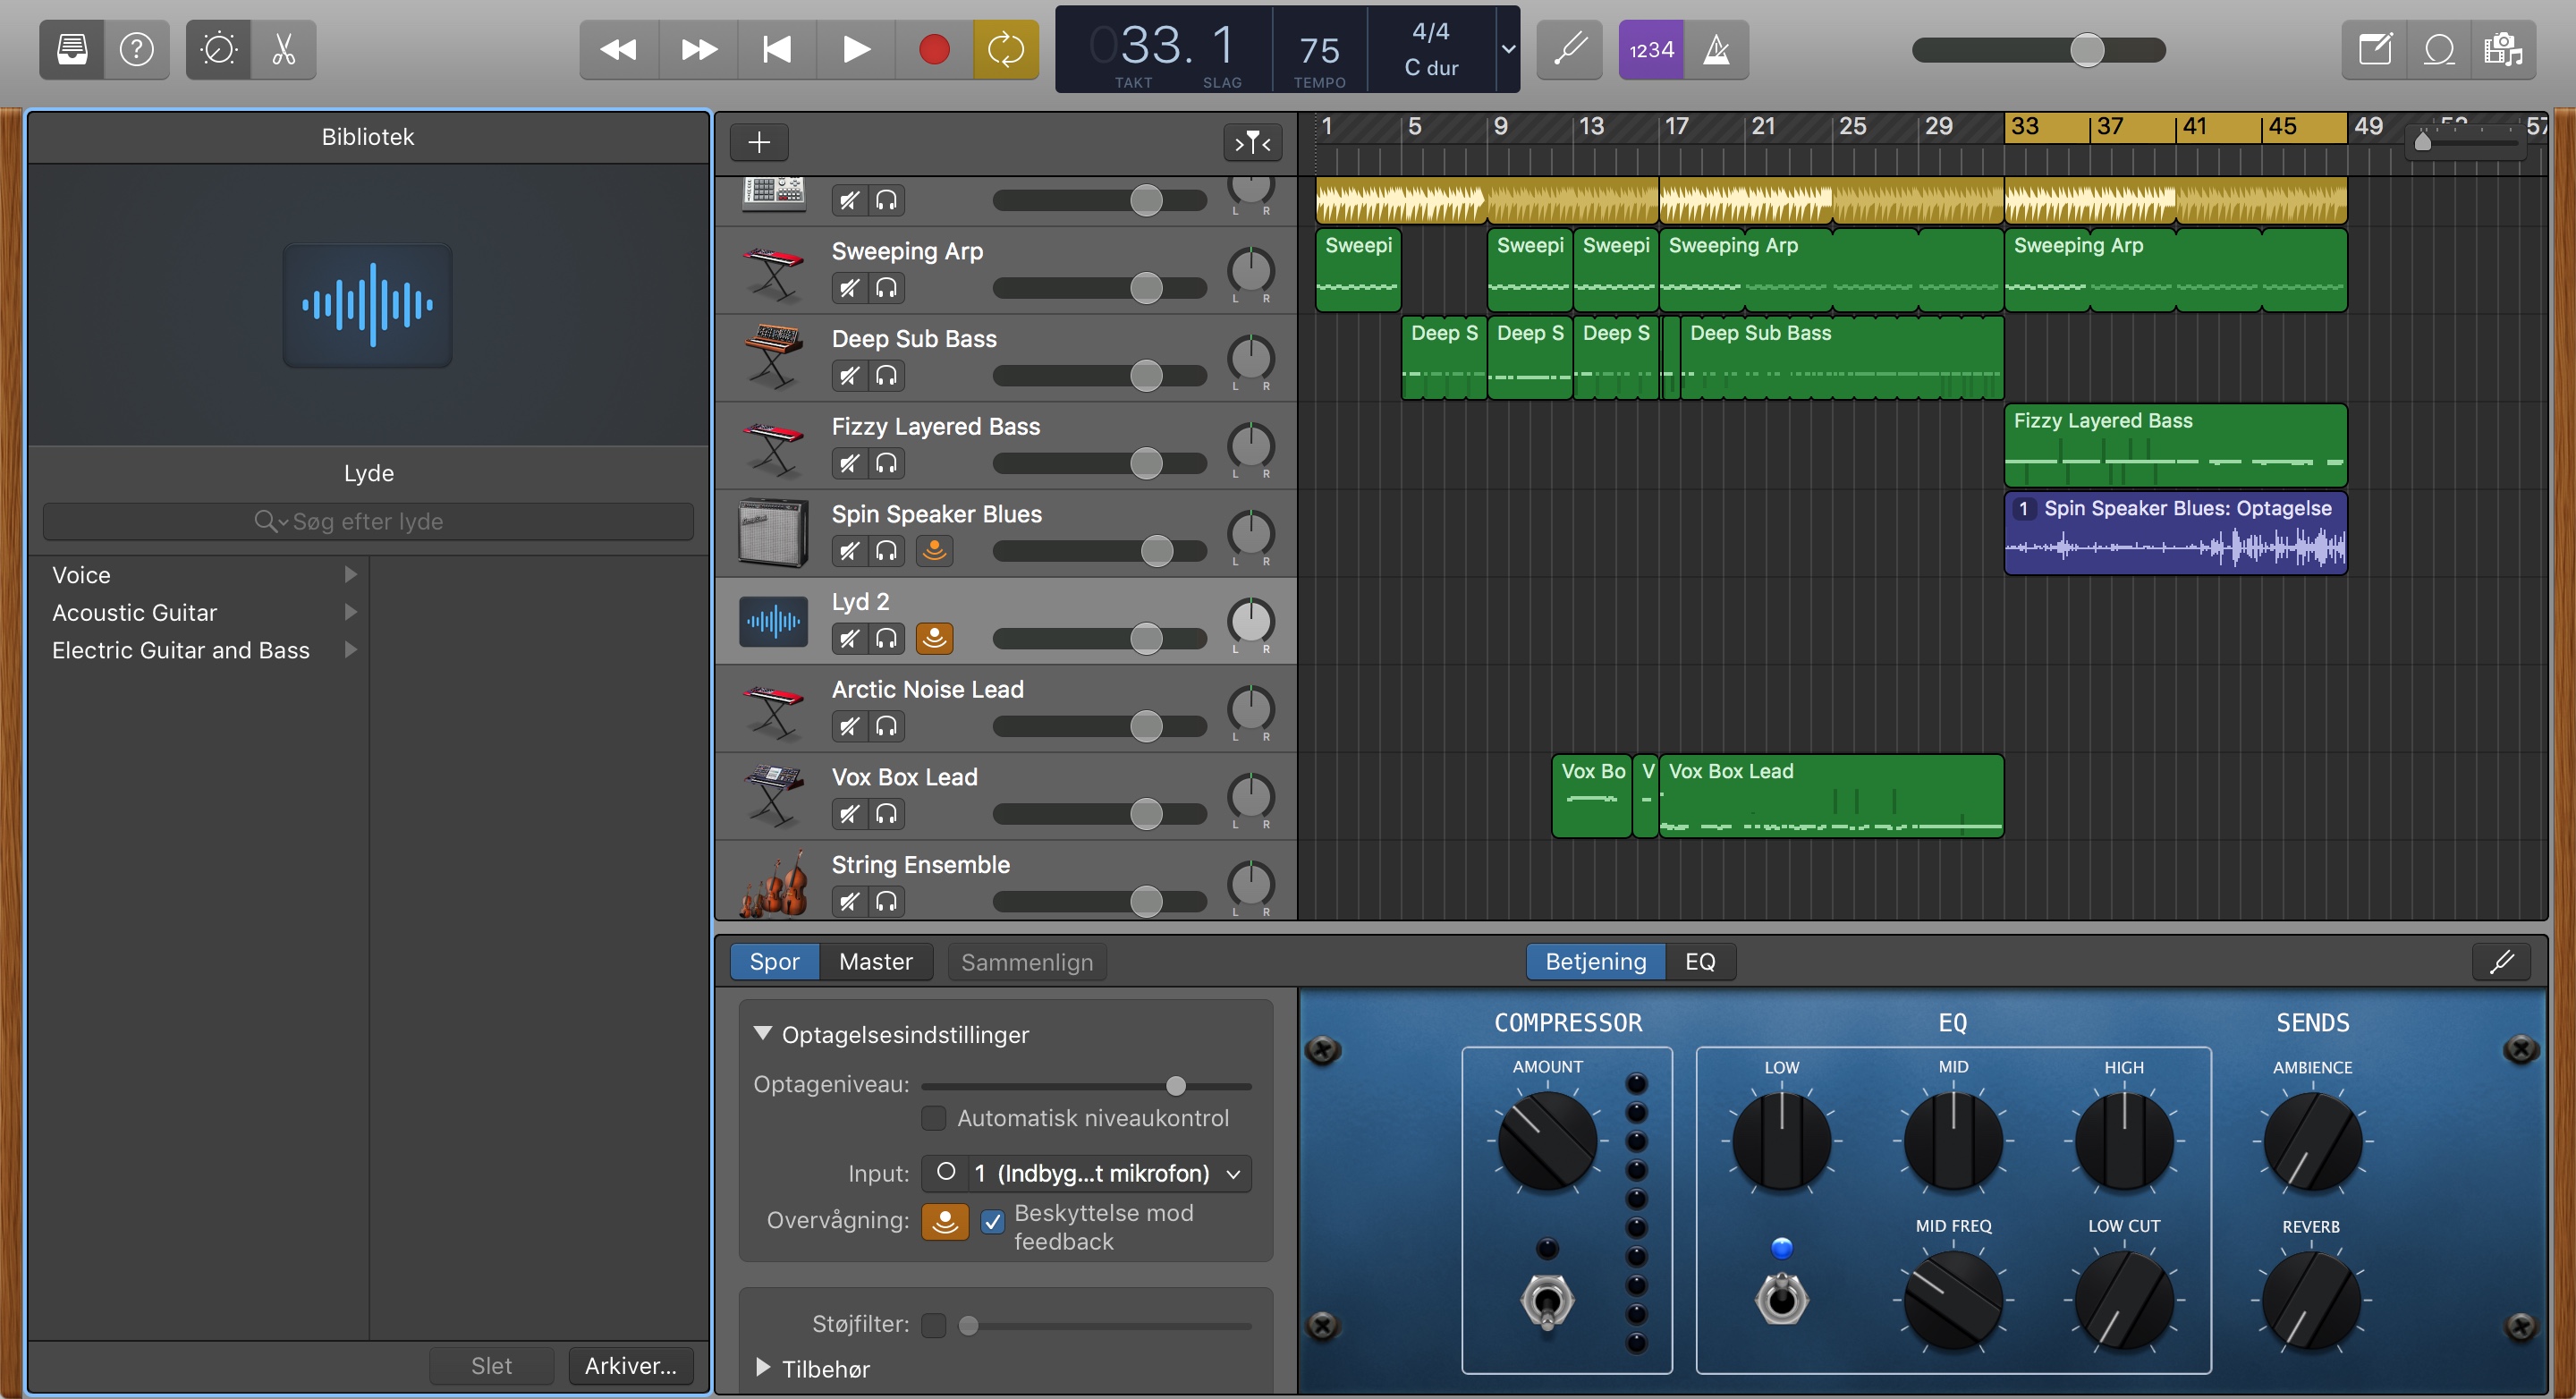 033. 1
75
4/4
C dur
TAKT
SLAG
TEMPO
1234
Bibliotek
Lyde
Søg efter lyde
Voice
Acoustic Guitar
Electric Guitar and Bass
Slet
Arkiver...
1 5 9 13 17 21 25 29 33 37 41 45 49 53 57
L R
Sweeping Arp
L R
Sweepi Sweepi Sweepi Sweeping Arp Sweeping Arp
Deep Sub Bass
L R
Deep S Deep S Deep S Deep Sub Bass
Fizzy Layered Bass
L R
Fizzy Layered Bass
Spin Speaker Blues
L R
1 Spin Speaker Blues: Optagelse
Lyd 2
L R
Arctic Noise Lead
L R
Vox Box Lead
L R
Vox Bo V Vox Box Lead
String Ensemble
L R
Spor Master Sammenlign
Betjening EQ
Optagelsesindstillinger
Optageniveau:
Automatisk niveaukontrol
Input: 1 (Indbyg...t mikrofon)
Overvågning: Beskyttelse mod
feedback
Støjfilter:
Tilbehør
COMPRESSOR EQ SENDS
AMOUNT LOW MID HIGH AMBIENCE
MID FREQ LOW CUT REVERB